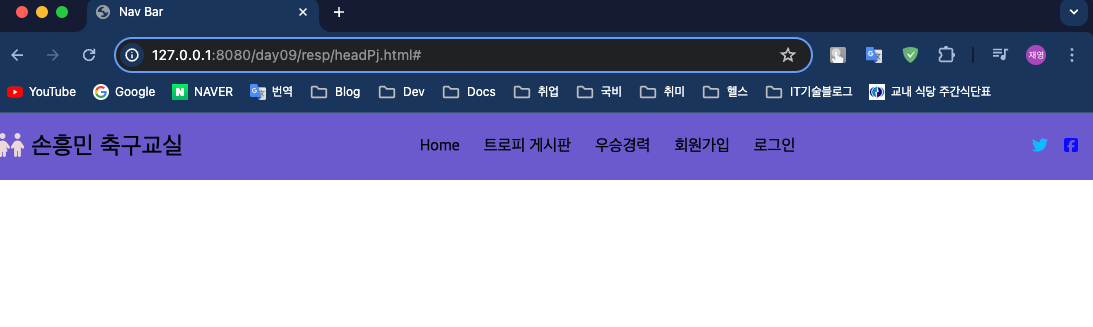 Nav Bar
127.0.0.1:8080/day09/resp/headPj.html#
재영
YouTube Google NAVER 번역 Blog Dev Docs 취업 국비 취미 헬스 IT기술블로그 교내 식당 주간식단표
손흥민 축구교실 Home 트로피 게시판 우승경력 회원가입 로그인